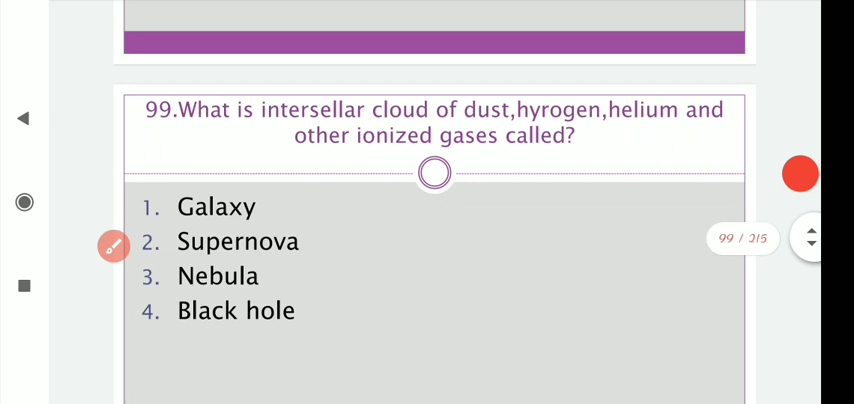 99.What is intersellar cloud of dust,hyrogen,helium and
other ionized gases called?
1. Galaxy
2. Supernova
3. Nebula
4. Black hole
99 / 215